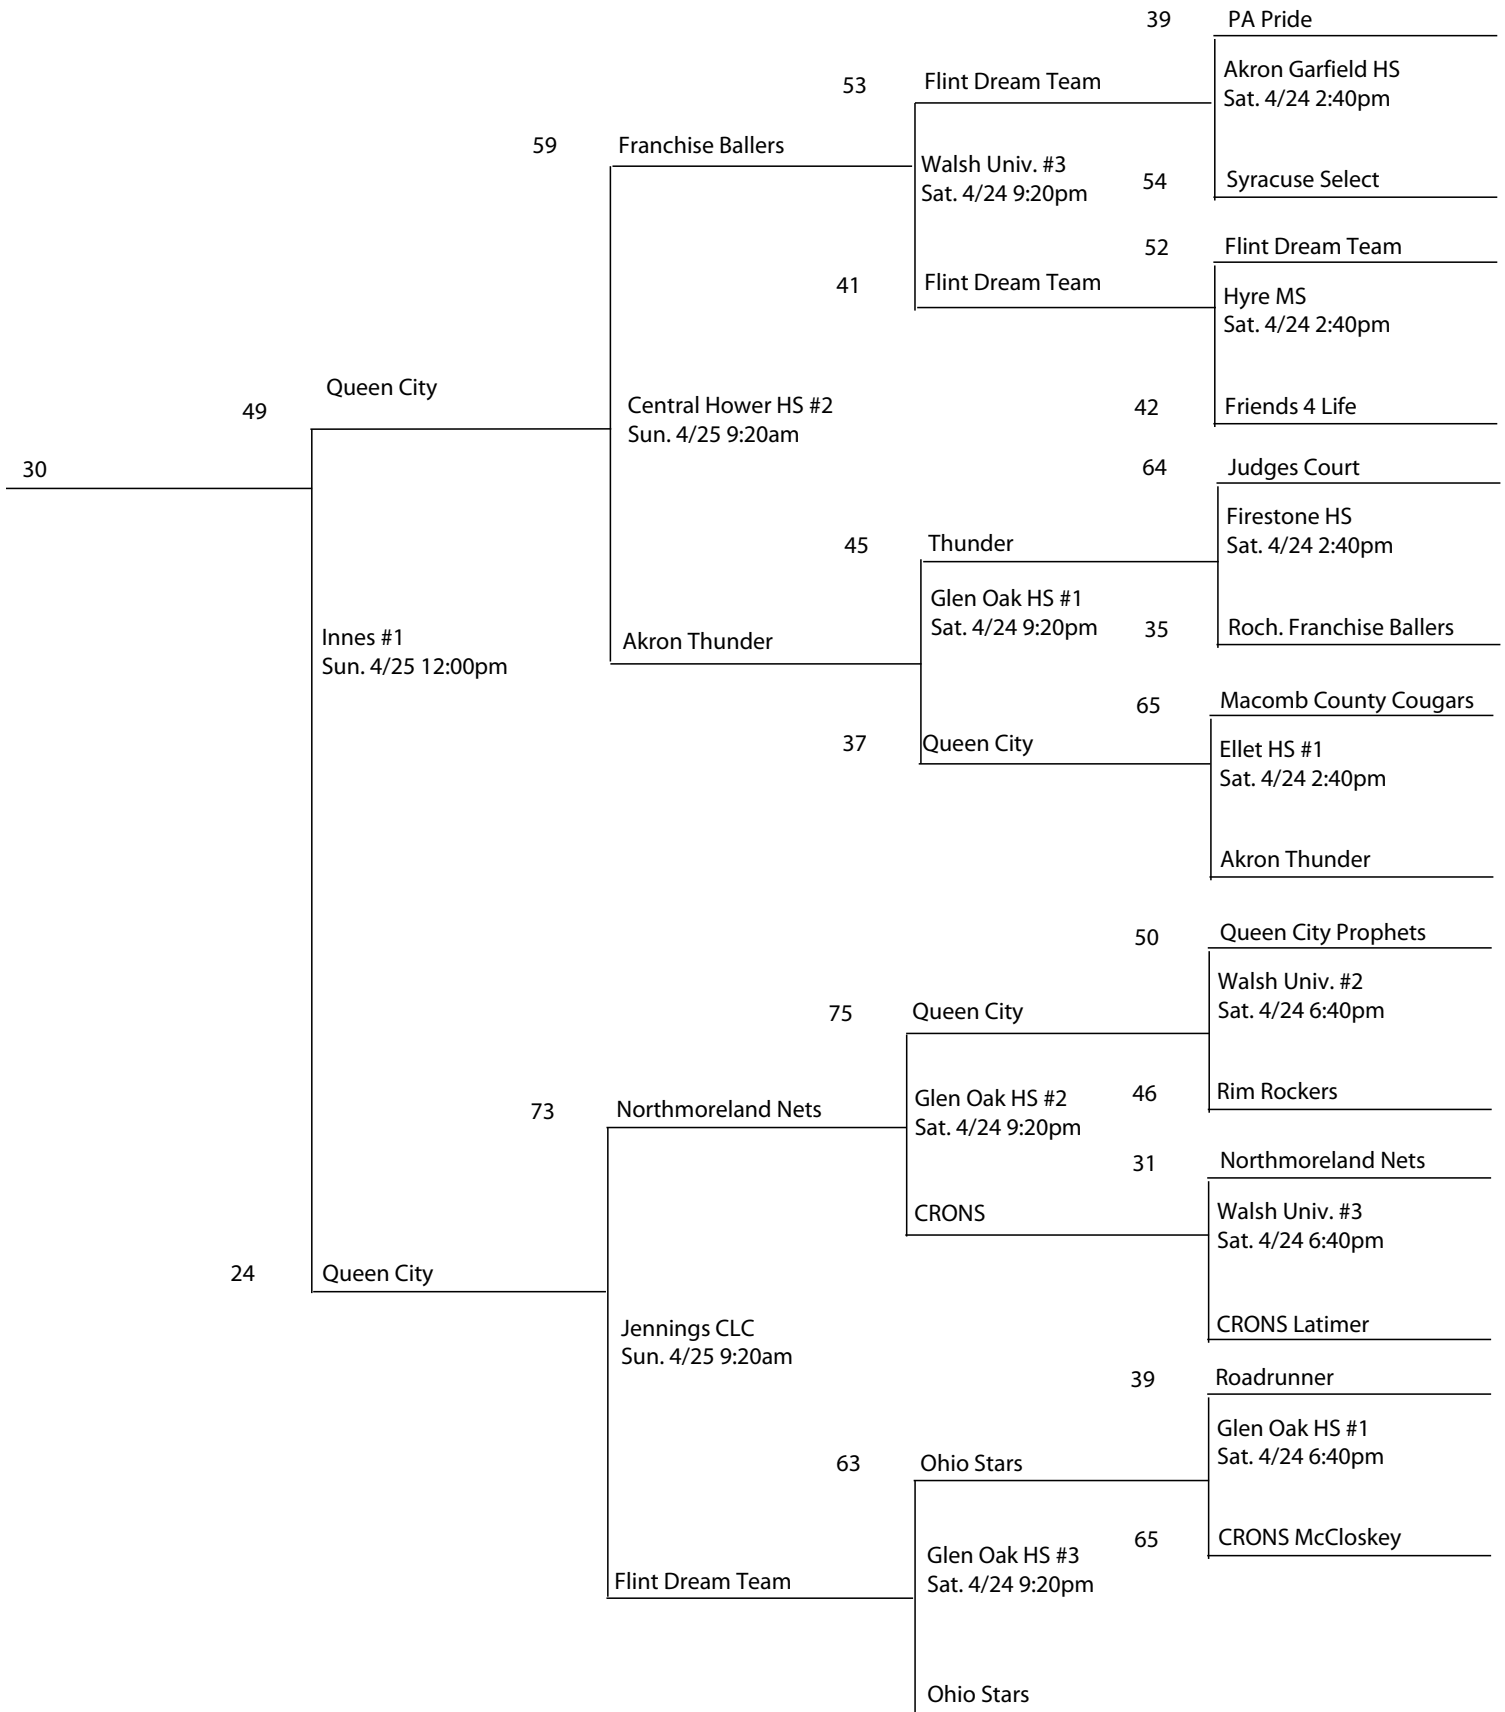 39 PA Pride
Akron Garfield HS
Sat. 4/24 2:40pm
53 Flint Dream Team
59 Franchise Ballers
Walsh Univ. #3
Sat. 4/24 9:20pm
54 Syracuse Select
52 Flint Dream Team
41 Flint Dream Team
Hyre MS
Sat. 4/24 2:40pm
Queen City
49
Central Hower HS #2
Sun. 4/25 9:20am
42 Friends 4 Life
30
64 Judges Court
Firestone HS
Sat. 4/24 2:40pm
45 Thunder
Glen Oak HS #1
Sat. 4/24 9:20pm
35 Roch. Franchise Ballers
Innes #1
Sun. 4/25 12:00pm
Akron Thunder
65 Macomb County Cougars
37 Queen City
Ellet HS #1
Sat. 4/24 2:40pm
Akron Thunder
50 Queen City Prophets
Walsh Univ. #2
Sat. 4/24 6:40pm
75 Queen City
73 Northmoreland Nets
Glen Oak HS #2
Sat. 4/24 9:20pm
46 Rim Rockers
31 Northmoreland Nets
CRONS
Walsh Univ. #3
Sat. 4/24 6:40pm
24 Queen City
Jennings CLC
Sun. 4/25 9:20am
CRONS Latimer
39 Roadrunner
Glen Oak HS #1
Sat. 4/24 6:40pm
63 Ohio Stars
65 CRONS McCloskey
Glen Oak HS #3
Sat. 4/24 9:20pm
Flint Dream Team
Ohio Stars